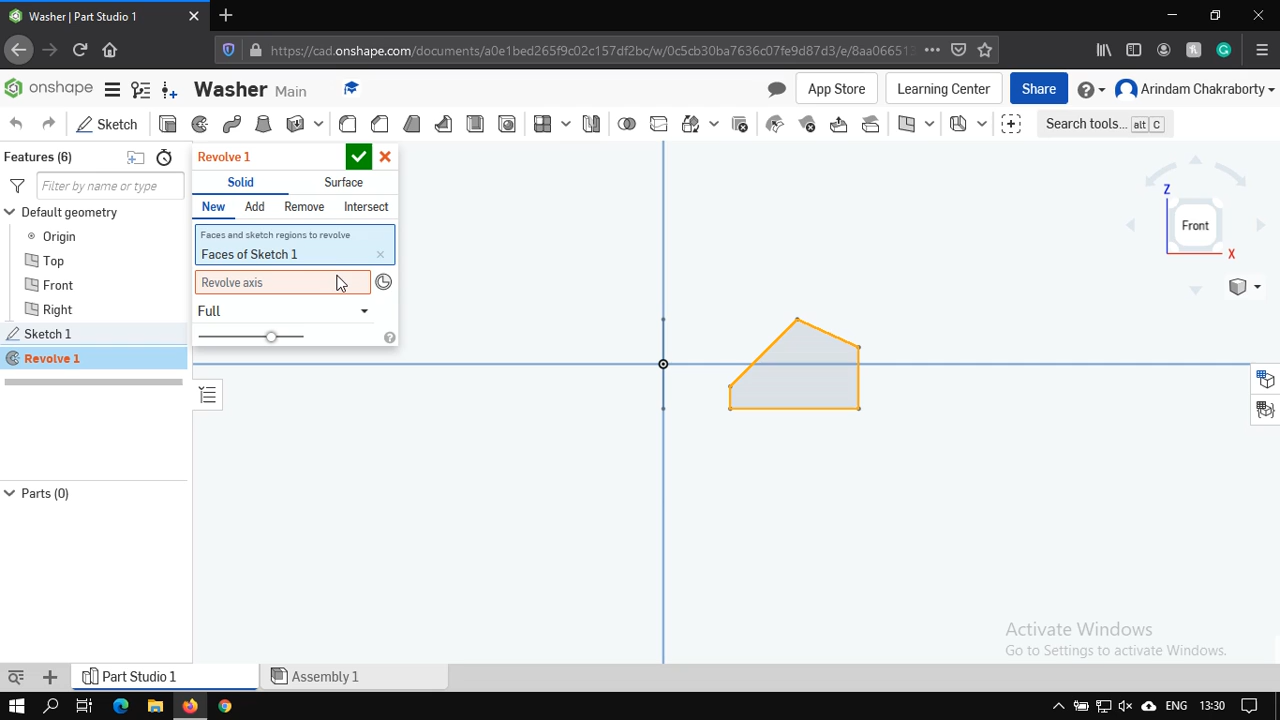 Washer | Part Studio 1
https://cad.onshape.com/documents/a0e1bed265f9c02c157df2bc/w/0c5cb30ba7636c07fe9d87d3/e/8aa06651
onshape
Washer Main
App Store
Learning Center
Share
Arindam Chakraborty
Sketch
Search tools... alt C
Features (6)
Filter by name or type
Default geometry
Origin
Top
Front
Right
Sketch 1
Revolve 1
Parts (0)
Revolve 1
Solid
Surface
New
Add
Remove
Intersect
Faces and sketch regions to revolve
Faces of Sketch 1
Revolve axis
Full
Z
Front
X
Activate Windows
Go to Settings to activate Windows.
Part Studio 1
Assembly 1
ENG
13:30